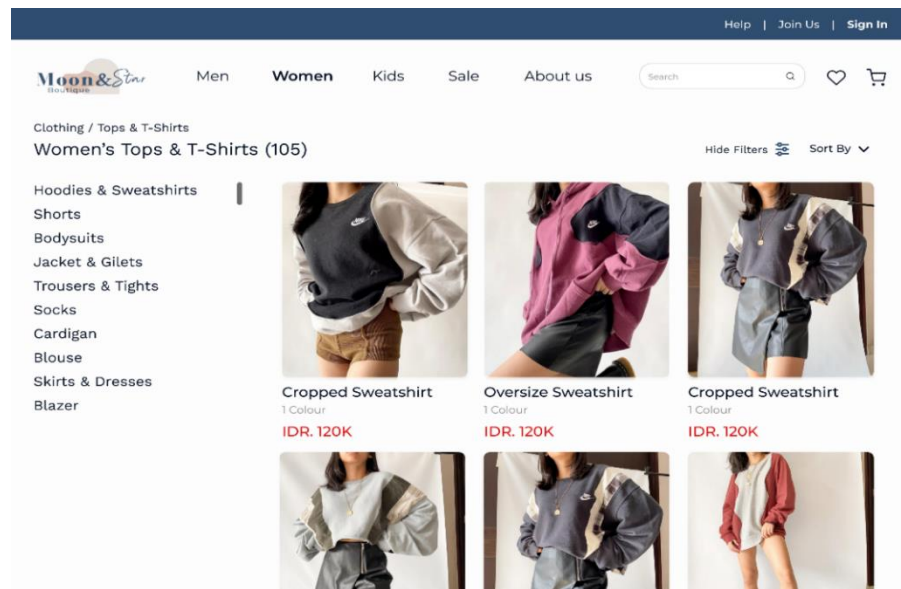 Help | Join Us | Sign In
Moon&Star
Boutique
Men Women Kids Sale About us Search
Clothing / Tops & T-Shirts
Women's Tops & T-Shirts (105)
Hide Filters Sort By
Hoodies & Sweatshirts
Shorts
Bodysuits
Jacket & Gilets
Trousers & Tights
Socks
Cardigan
Blouse
Skirts & Dresses
Blazer
Cropped Sweatshirt Oversize Sweatshirt Cropped Sweatshirt
1 Colour 1 Colour 1 Colour
IDR. 120K IDR. 120K IDR. 120K